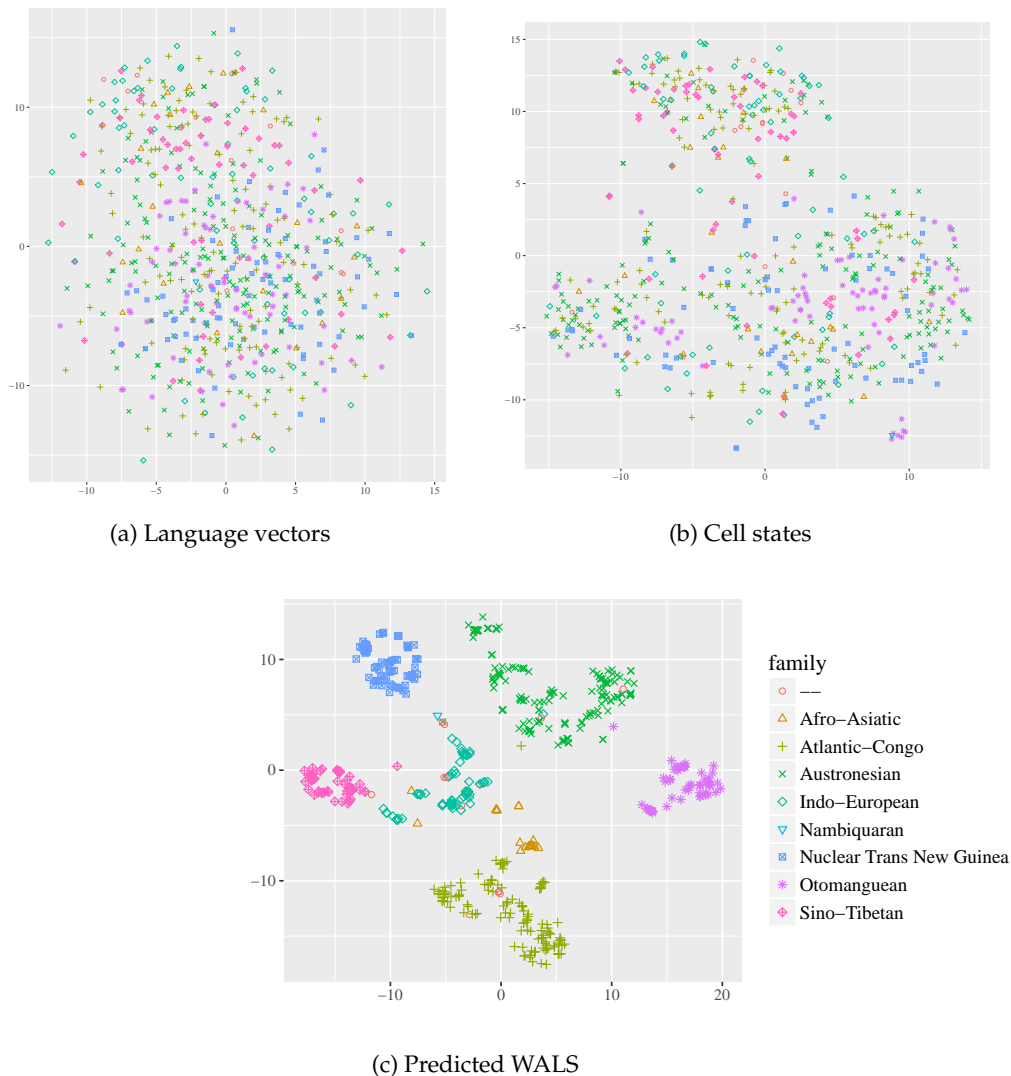 10
0
−10
−10
−5
0
5
10
15
(a) Language vectors
15
10
5
0
−5
−10
−10
0
10
(b) Cell states
10
0
−10
−10
0
10
20
family
−−
Afro−Asiatic
Atlantic−Congo
Austronesian
Indo−European
Nambiquaran
Nuclear Trans New Guinea
Otomanguean
Sino−Tibetan
(c) Predicted WALS